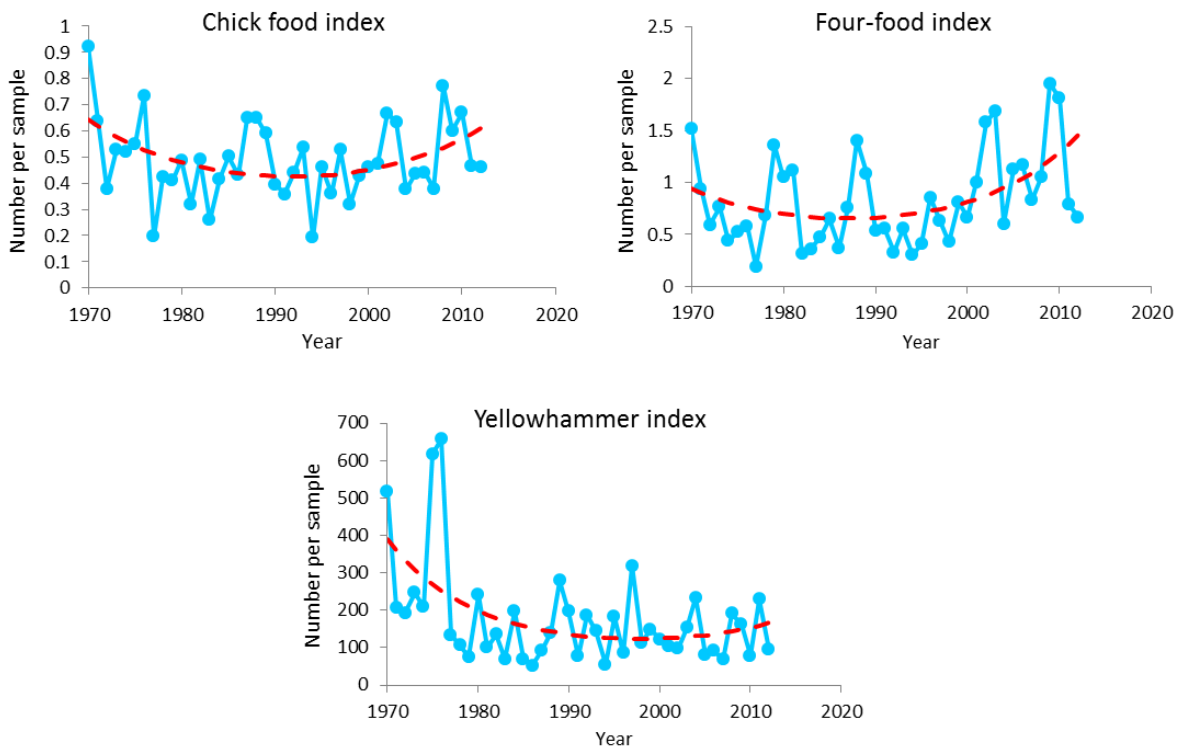 Chick food index
Number per sample
1
0.9
0.8
0.7
0.6
0.5
0.4
0.3
0.2
0.1
0
1970 1980 1990 2000 2010 2020
Year
Four-food index
Number per sample
2.5
2
1.5
1
0.5
0
1970 1980 1990 2000 2010 2020
Year
Yellowhammer index
Number per sample
700
600
500
400
300
200
100
0
1970 1980 1990 2000 2010 2020
Year